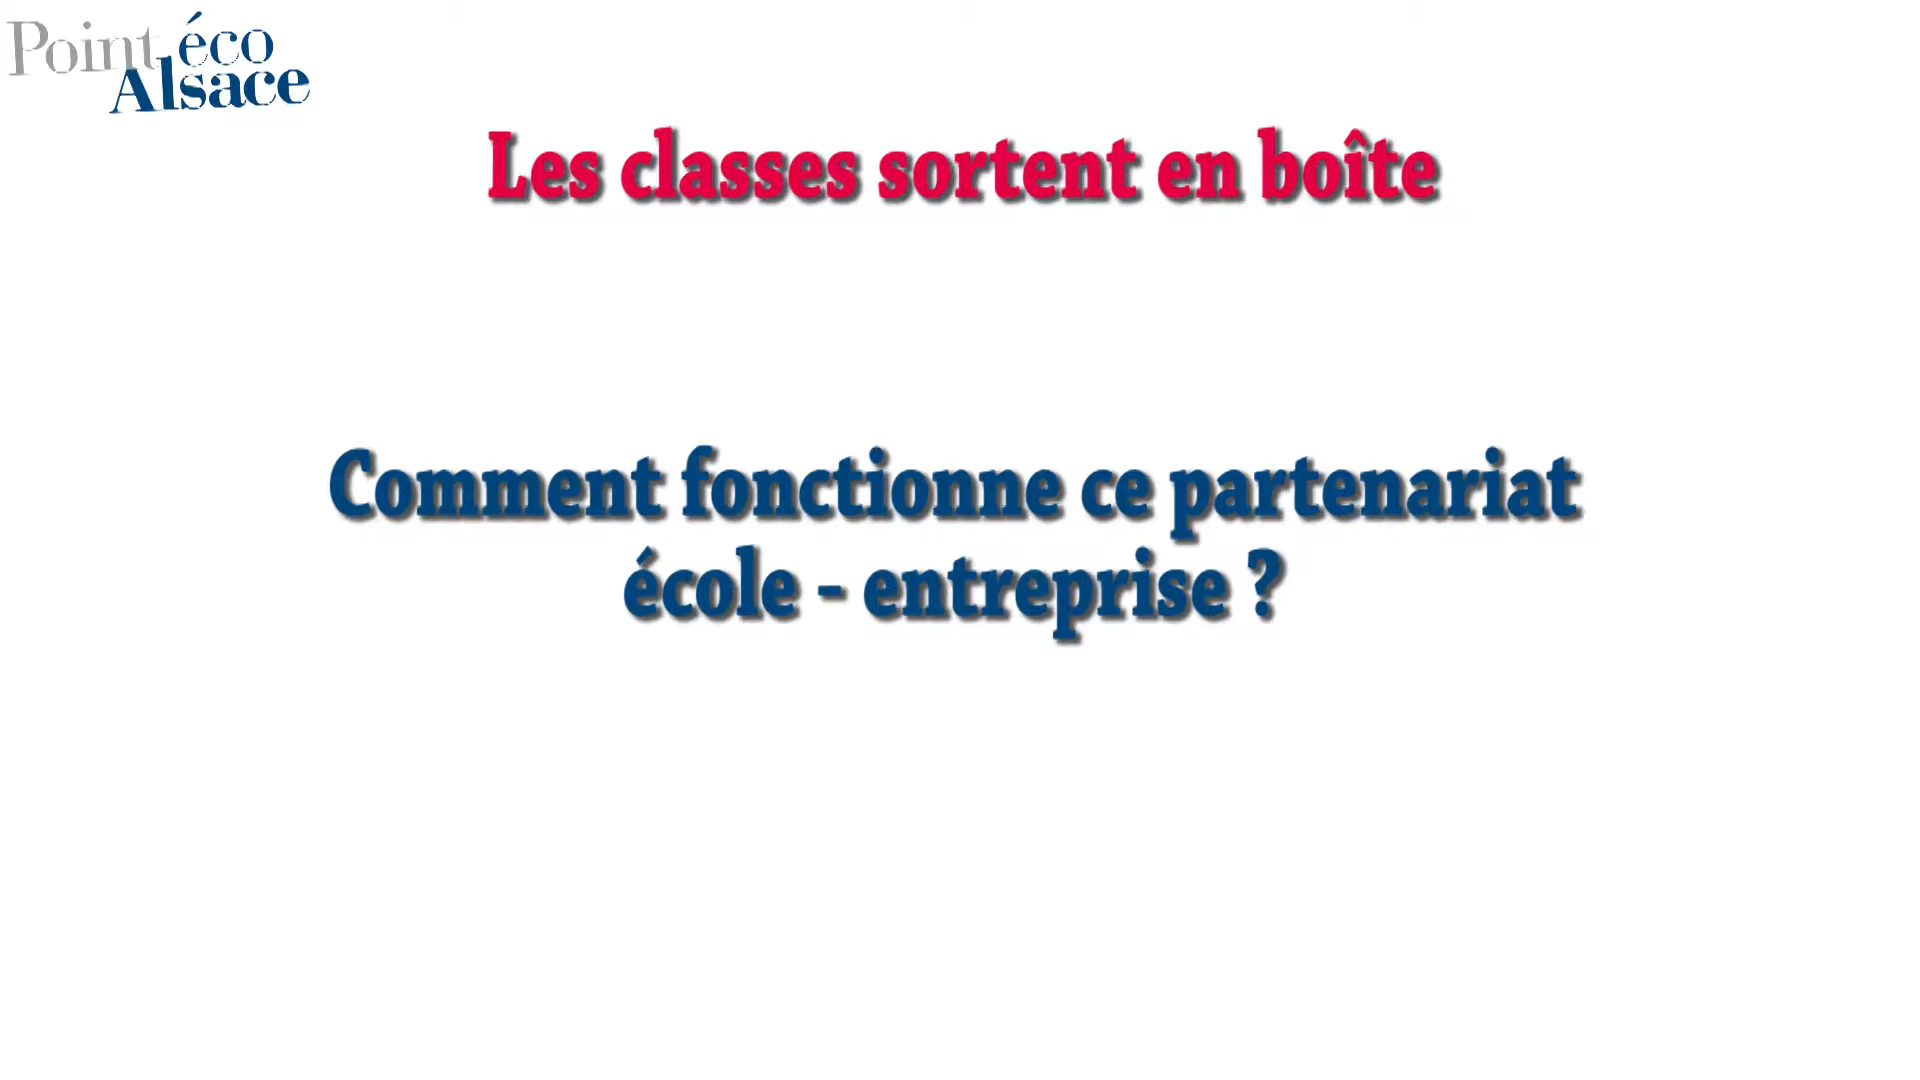 Point éco
Alsace
Les classes sortent en boîte
Comment fonctionne ce partenariat
école - entreprise ?